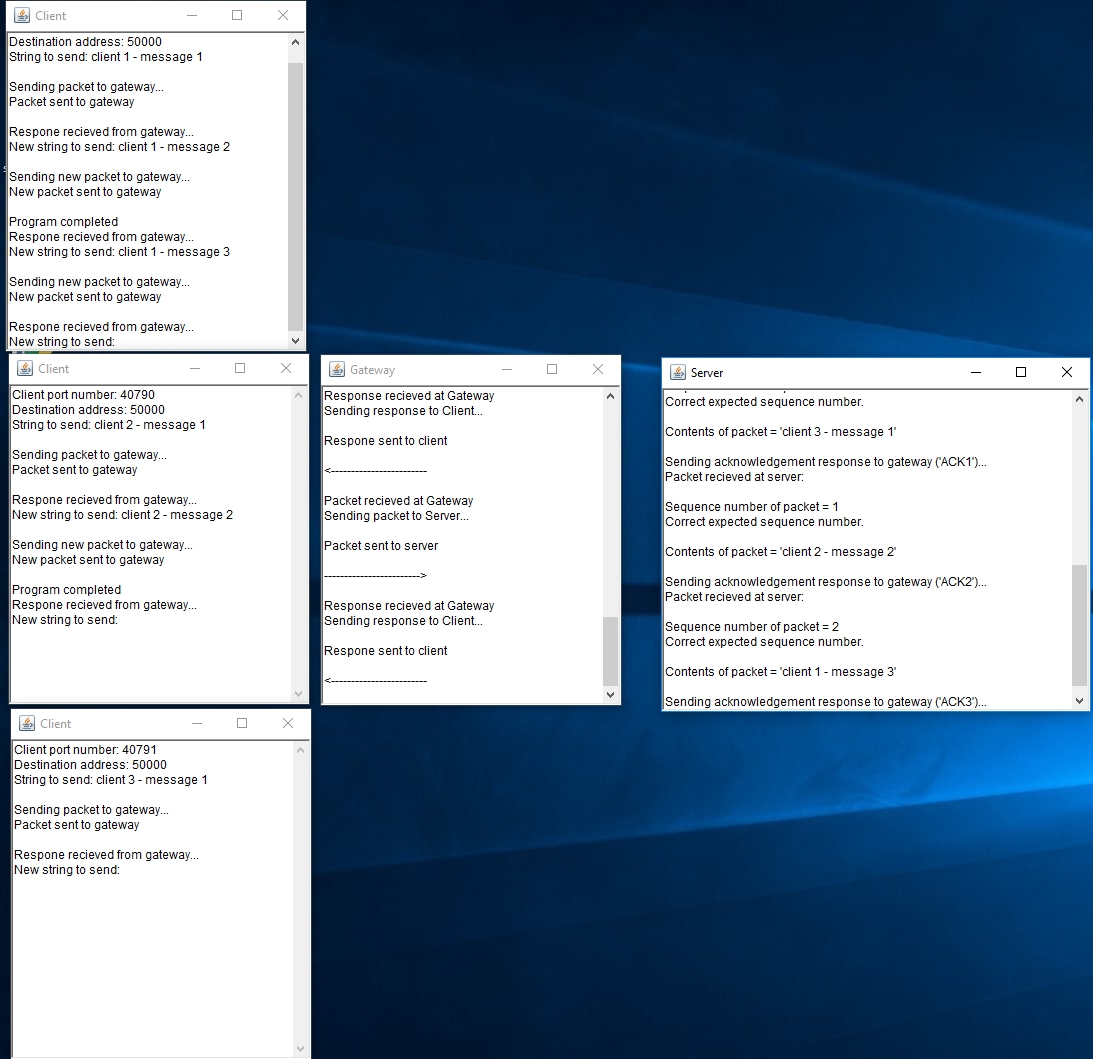 Client
Destination address: 50000
String to send: client 1 - message 1
Sending packet to gateway...
Packet sent to gateway
Respone recieved from gateway...
New string to send: client 1 - message 2
Sending new packet to gateway...
New packet sent to gateway
Program completed
Respone recieved from gateway...
New string to send: client 1 - message 3
Sending new packet to gateway...
New packet sent to gateway
Respone recieved from gateway...
New string to send:
Client
Client port number: 40790
Destination address: 50000
String to send: client 2 - message 1
Sending packet to gateway...
Packet sent to gateway
Respone recieved from gateway...
New string to send: client 2 - message 2
Sending new packet to gateway...
New packet sent to gateway
Program completed
Respone recieved from gateway...
New string to send:
Client
Client port number: 40791
Destination address: 50000
String to send: client 3 - message 1
Sending packet to gateway...
Packet sent to gateway
Respone recieved from gateway...
New string to send:
Gateway
Response recieved at Gateway
Sending response to Client...
Respone sent to client
<------------------------
Packet recieved at Gateway
Sending packet to Server...
Packet sent to server
------------------------>
Response recieved at Gateway
Sending response to Client...
Respone sent to client
<------------------------
Server
Correct expected sequence number.
Contents of packet = 'client 3 - message 1'
Sending acknowledgement response to gateway ('ACK1')...
Packet recieved at server:
Sequence number of packet = 1
Correct expected sequence number.
Contents of packet = 'client 2 - message 2'
Sending acknowledgement response to gateway ('ACK2')...
Packet recieved at server:
Sequence number of packet = 2
Correct expected sequence number.
Contents of packet = 'client 1 - message 3'
Sending acknowledgement response to gateway ('ACK3')...